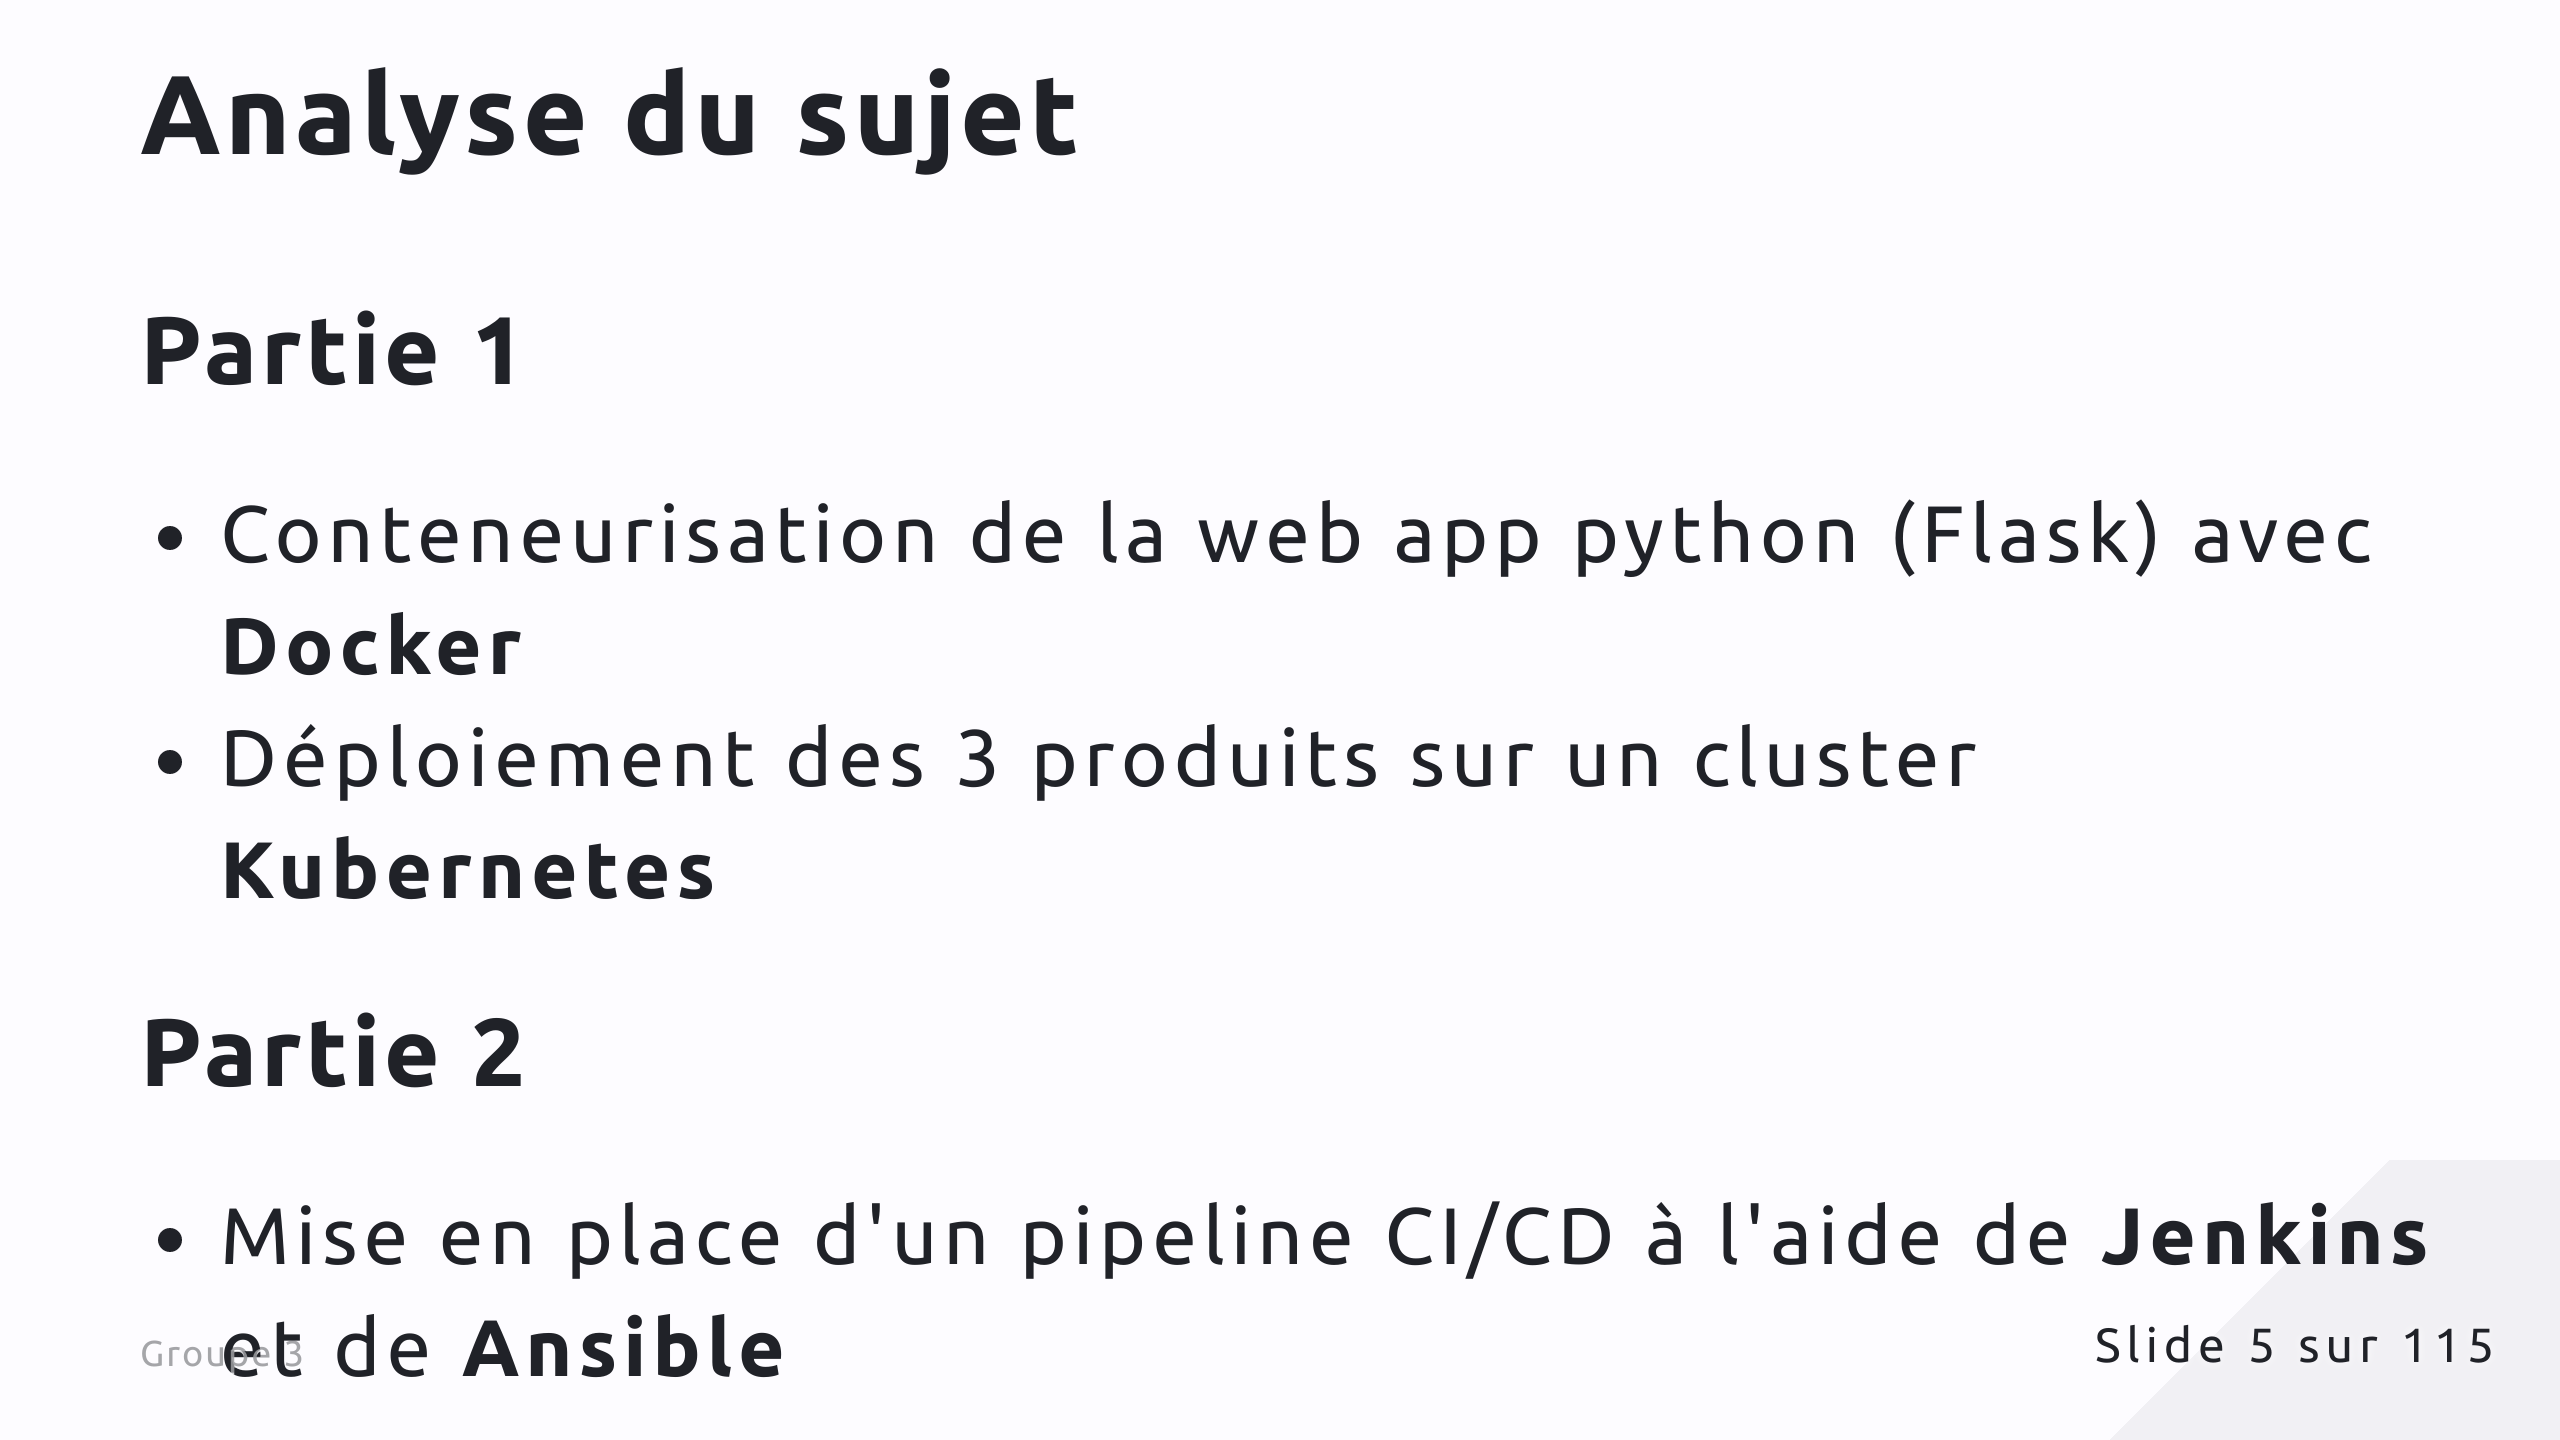 Analyse du sujet
Partie 1
• Conteneurisation de la web app python (Flask) avec
Docker
• Déploiement des 3 produits sur un cluster
Kubernetes
Partie 2
• Mise en place d'un pipeline CI/CD à l'aide de Jenkins
et de Ansible
Groupe 3
Slide 5 sur 115